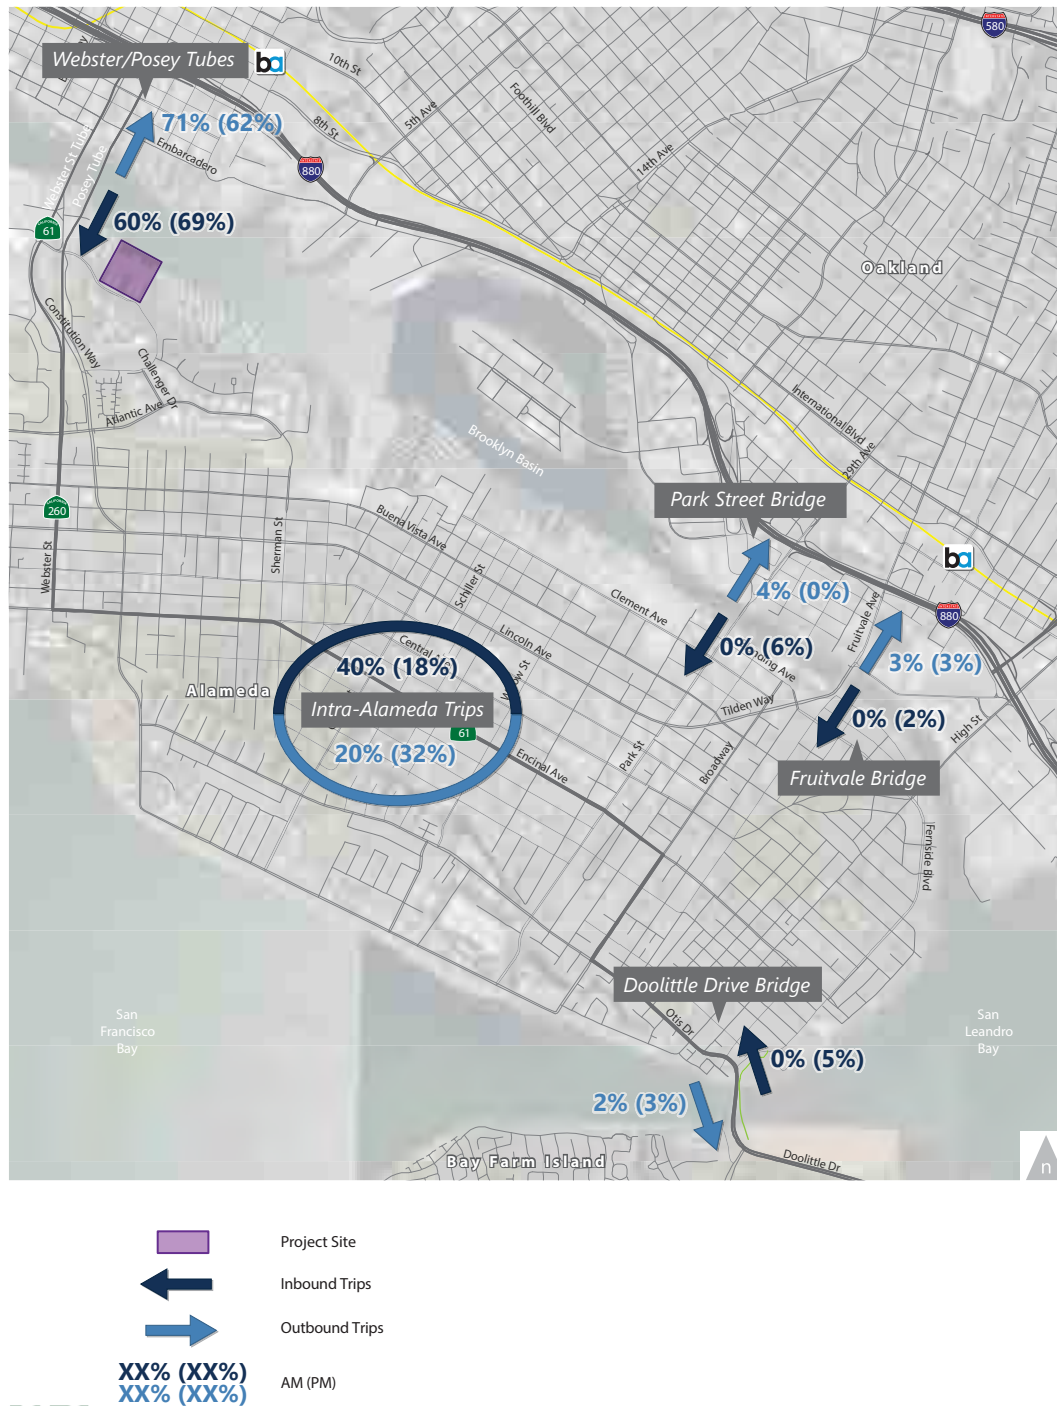 580
Webster/Posey Tubes
ba
10th St
Foothill Blvd
5th Ave
8th St
71% (62%)
14th Ave
Embarcadero
Webster St Tube
Posey Tube
880
60% (69%)
61
Oakland
Constitution Way
Challenger Dr
Atlantic Ave
International Blvd
29th Ave
Brooklyn Basin
Park Street Bridge
260
Buena Vista Ave
Sherman St
Webster St
Schiller St
ba
4% (0%)
Clement Ave
Fruitvale Ave
880
Lincoln Ave
Central Av
0% (6%)
3% (3%)
40% (18%)
Alameda
Intra-Alameda Trips
Tilden Way
0% (2%)
High St
61
20% (32%)
Encinal Ave
Park St
Broadway
Fruitvale Bridge
Fernside Blvd
Doolittle Drive Bridge
San
Francisco
Bay
Otis Dr
San
Leandro
Bay
0% (5%)
2% (3%)
Bay Farm Island
Doolittle Dr
n
Project Site
Inbound Trips
Outbound Trips
XX% (XX%)
XX% (XX%)
AM (PM)